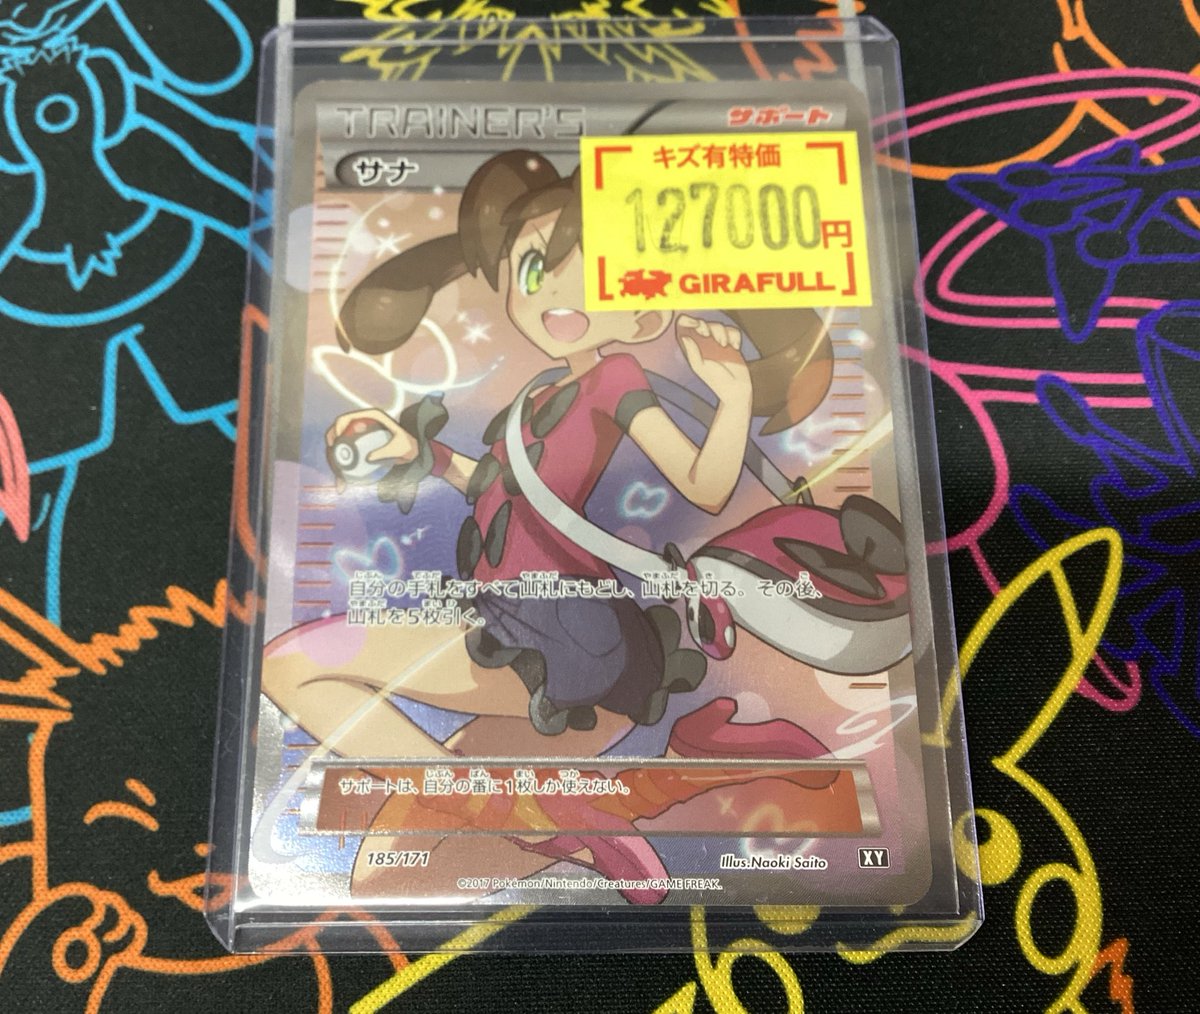 TRAINER'S
サポート
サナ
キズ有特価
127000円
GIRAFULL
自分の手札をすべて山札にもどし、山札を切る。その後、
山札を5枚引く。
サポートは、自分の番に1枚しか使えない。
185/171
Illus.Naoki Saito
XY
©2017 Pokémon/Nintendo/Creatures/GAME FREAK.